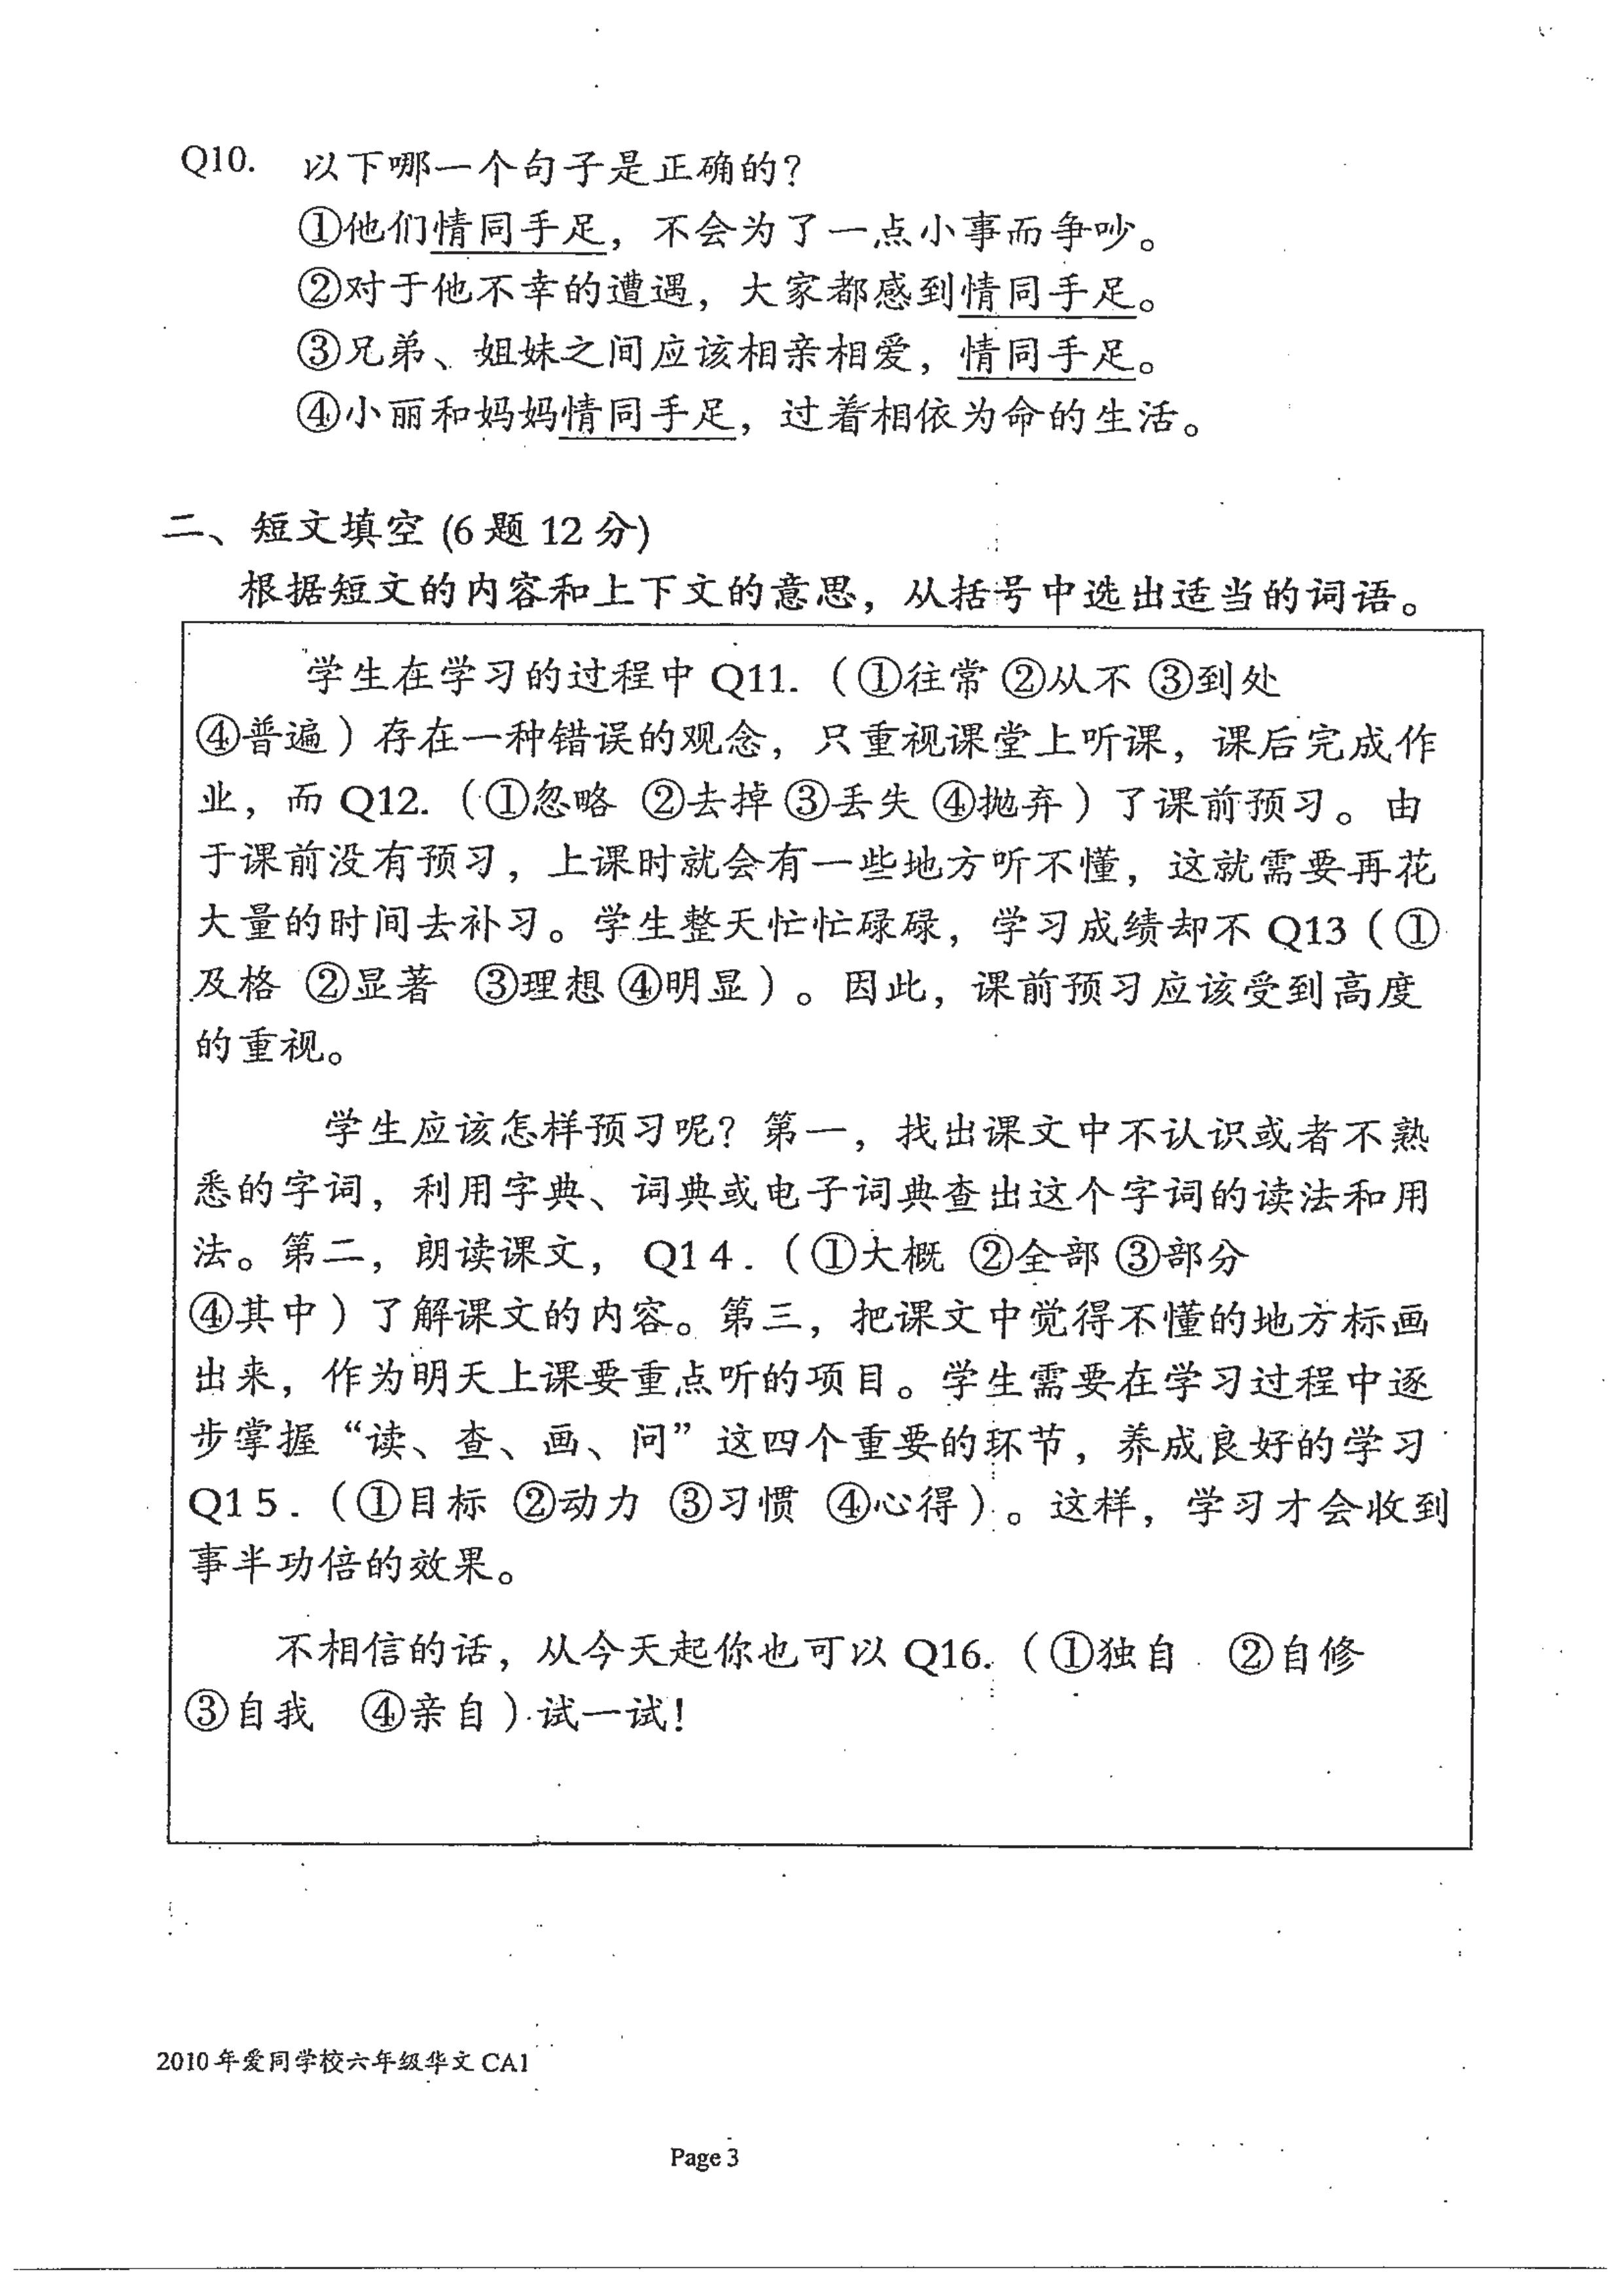 Q10. 以下哪一个句子是正确的?
①他们情同手足，不会为了一点小事而争吵。
②对于他不幸的遭遇，大家都感到情同手足。
③兄弟、姐妹之间应该相亲相爱，情同手足。
④小丽和妈妈情同手足，过着相依为命的生活。
二、短文填空 (6 题 12 分)
根据短文的内容和上下文的意思，从括号中选出适当的词语。
学生在学习的过程中 Q11. (①往常 ②从不 ③到处
④普遍) 存在一种错误的观念，只重视课堂上听课，课后完成作
业，而 Q12. (①忽略 ②去掉 ③丢失 ④抛弃) 了课前预习。由
于课前没有预习，上课时就会有一些地方听不懂，这就需要再花
大量的时间去补习。学生整天忙忙碌碌，学习成绩却不 Q13 (①
及格 ②显著 ③理想 ④明显) 。因此，课前预习应该受到高度
的重视。
学生应该怎样预习呢? 第一，找出课文中不认识或者不熟
悉的字词，利用字典、词典或电子词典查出这个字词的读法和用
法。第二，朗读课文， Q14. (①大概 ②全部 ③部分
④其中) 了解课文的内容。第三，把课文中觉得不懂的地方标画
出来，作为明天上课要重点听的项目。学生需要在学习过程中逐
步掌握“读、查、画、问”这四个重要的环节，养成良好的学习
Q15. (①目标 ②动力 ③习惯 ④心得) 。这样，学习才会收到
事半功倍的效果。
不相信的话，从今天起你也可以 Q16. (①独自 ②自修
③自我 ④亲自) 试一试!
2010年爱同学校六年级华文 CA1
Page 3